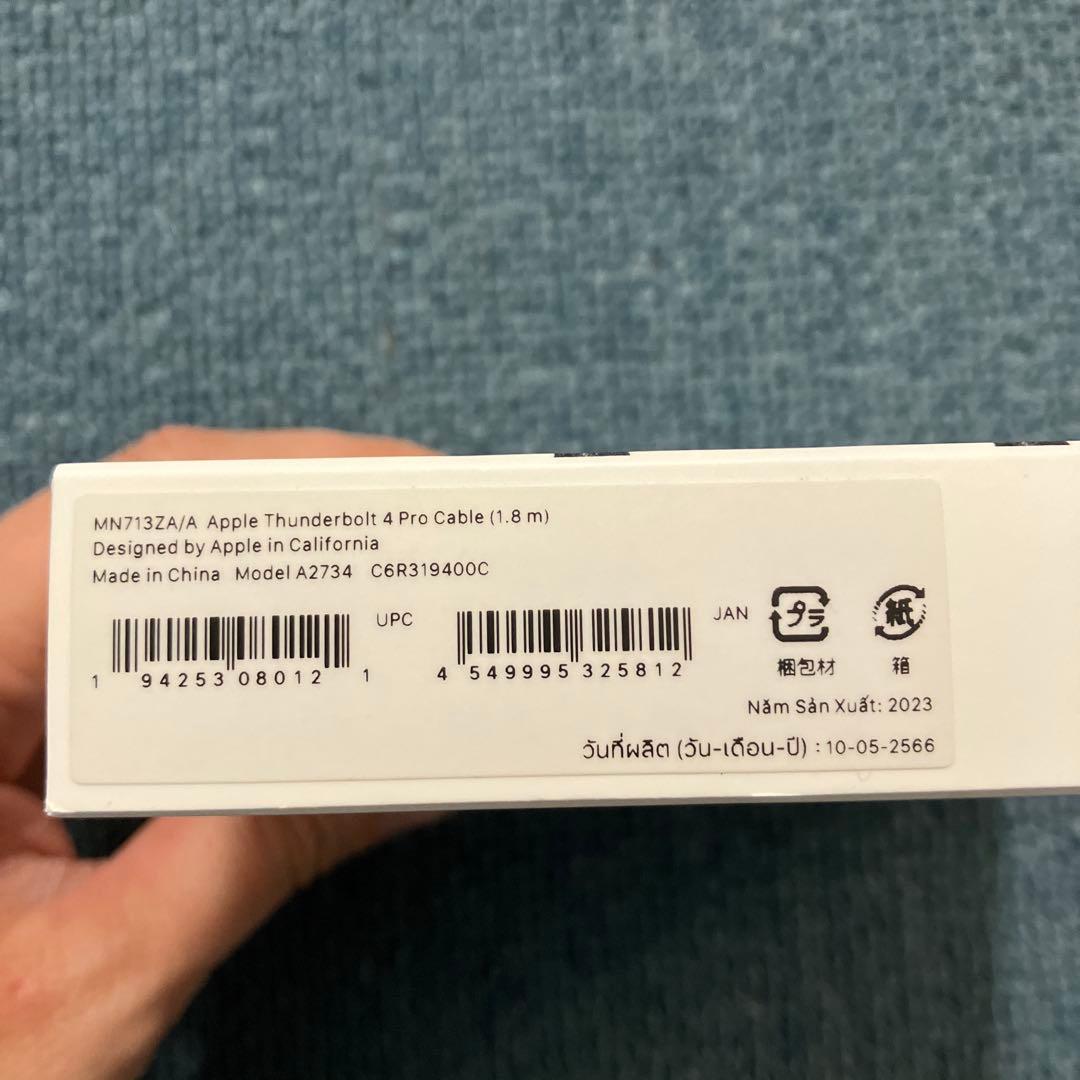 MN713ZA/A Apple Thunderbolt 4 Pro Cable (1.8 m)
Designed by Apple in California
Made in China Model A2734 C6R319400C
UPC
1 94253 08012 1
JAN
4 549995 325812
プラ
梱包材
紙
箱
Năm Sản Xuất: 2023
วันที่ผลิต (วัน-เดือน-ปี) : 10-05-2566